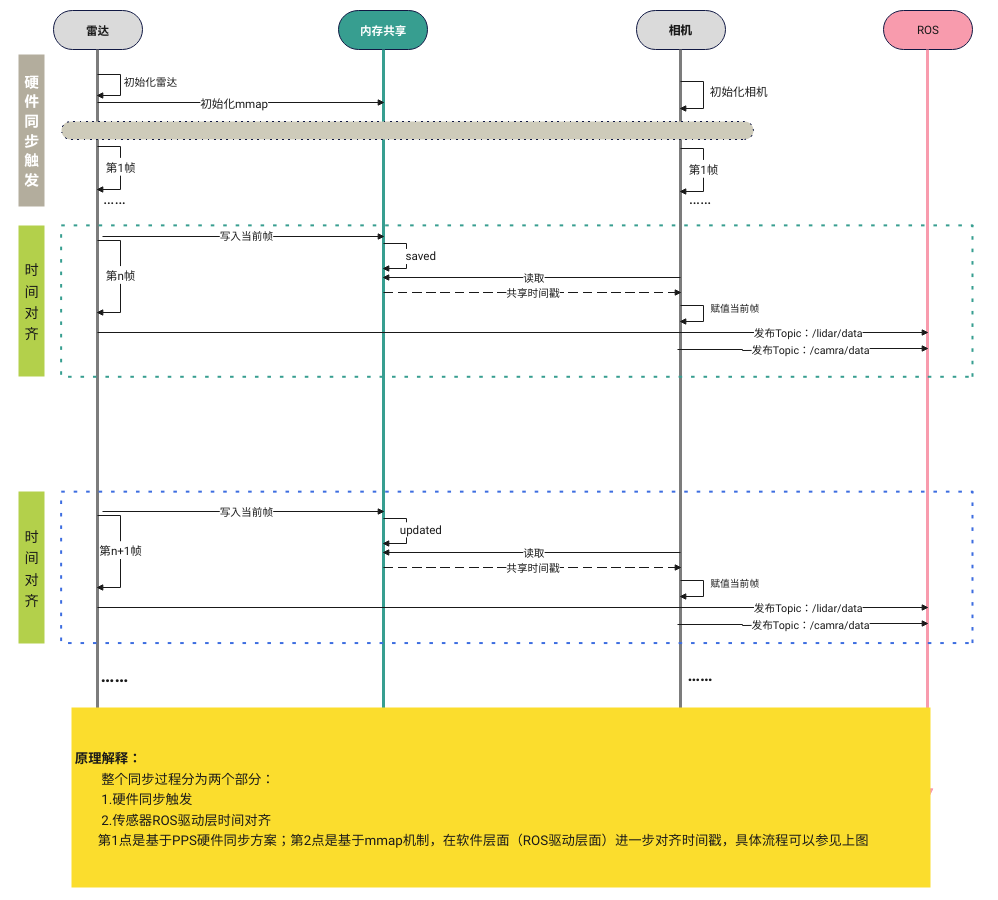 雷达
内存共享
相机
ROS
硬件同步触发
初始化雷达
初始化mmap
初始化相机
第1帧
第1帧
……
……
时间对齐
写入当前帧
saved
第n帧
读取
共享时间戳
赋值当前帧
发布Topic：/lidar/data
发布Topic：/camra/data
时间对齐
写入当前帧
updated
第n+1帧
读取
共享时间戳
赋值当前帧
发布Topic：/lidar/data
发布Topic：/camra/data
……
……
原理解释：
整个同步过程分为两个部分：
1.硬件同步触发
2.传感器ROS驱动层时间对齐
第1点是基于PPS硬件同步方案；第2点是基于mmap机制，在软件层面（ROS驱动层面）进一步对齐时间戳，具体流程可以参见上图